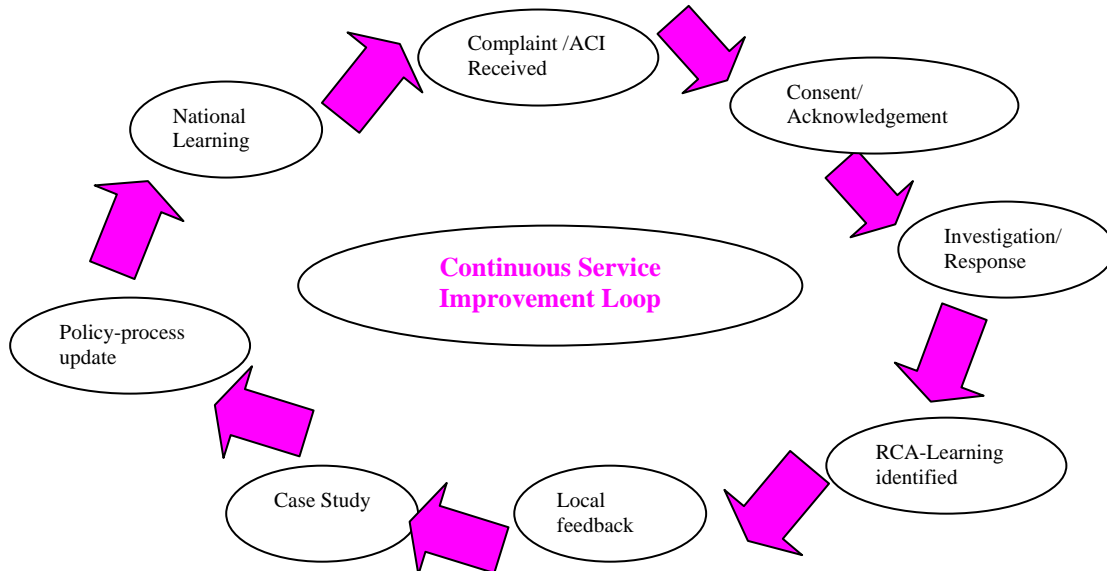 Complaint /ACI
Received
Consent/
Acknowledgement
Investigation/
Response
RCA-Learning
identified
Local
feedback
Case Study
Policy-process
update
National
Learning
Continuous Service
Improvement Loop